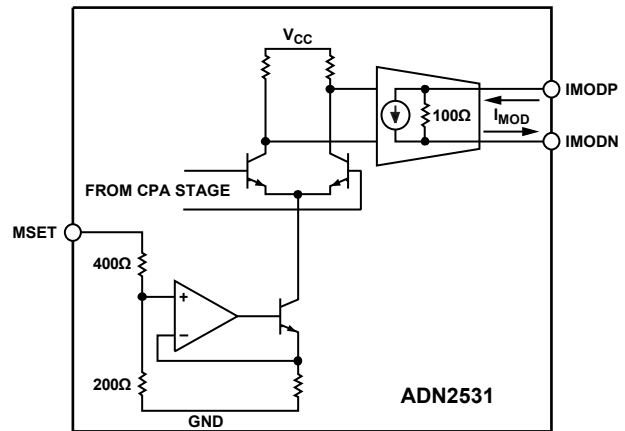 VCC
IMODP
100Ω
IMOD
IMODN
FROM CPA STAGE
MSET
400Ω
+
–
200Ω
GND
ADN2531